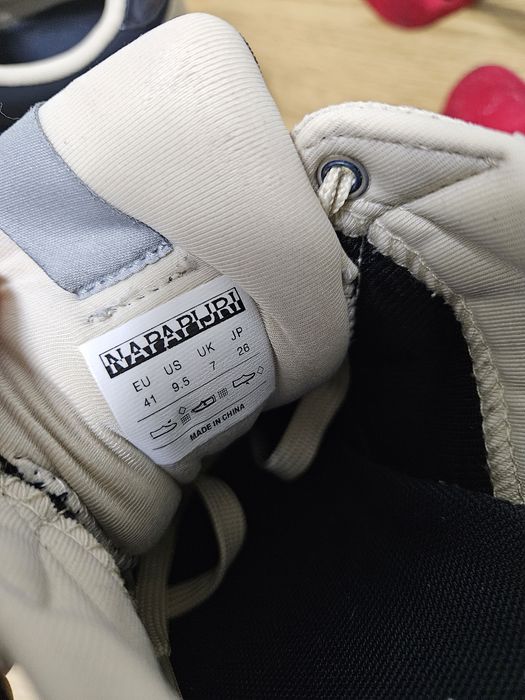 NAPAPIJRI
EU US UK JP
41 9.5 7 26
MADE IN CHINA